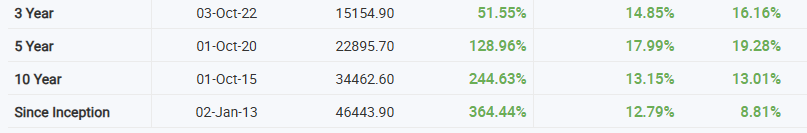 3 Year 03-Oct-22 15154.90 51.55% 14.85% 16.16%
5 Year 01-Oct-20 22895.70 128.96% 17.99% 19.28%
10 Year 01-Oct-15 34462.60 244.63% 13.15% 13.01%
Since Inception 02-Jan-13 46443.90 364.44% 12.79% 8.81%